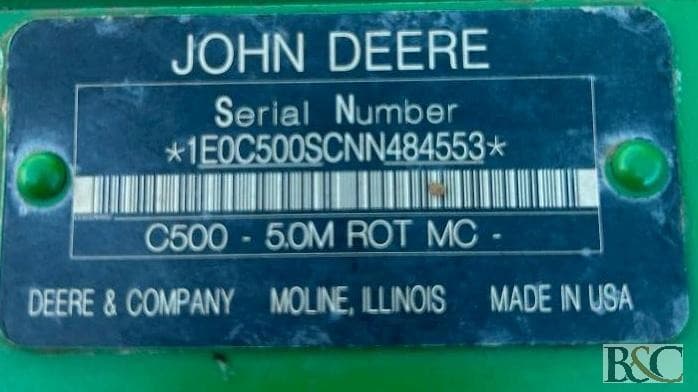 JOHN DEERE
Serial Number
*1E0C500SCNN484553*
C500 - 5.0M ROT MC -
DEERE & COMPANY MOLINE, ILLINOIS MADE IN USA
B&C